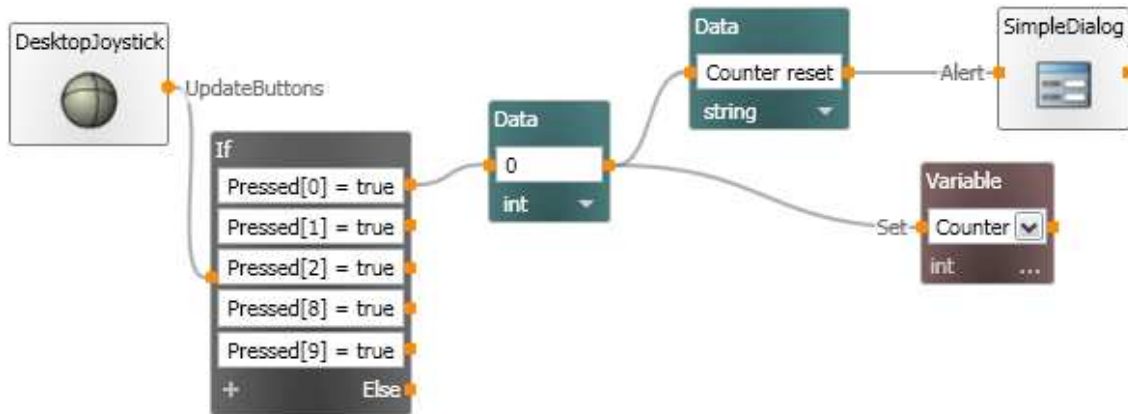 DesktopJoystick
UpdateButtons
If
Pressed[0] = true
Pressed[1] = true
Pressed[2] = true
Pressed[8] = true
Pressed[9] = true
+ Else
Data
0
int
Data
Counter reset
string
Alert
SimpleDialog
Set
Variable
Counter
int ...